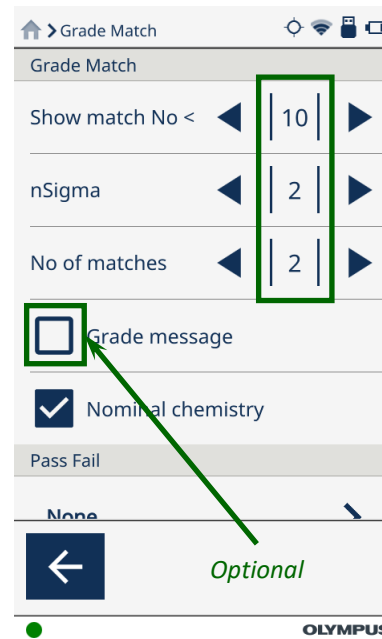 Grade Match
Grade Match
Show match No < 10
nSigma 2
No of matches 2
Grade message
Nominal chemistry
Pass Fail
None
Optional
OLYMPUS